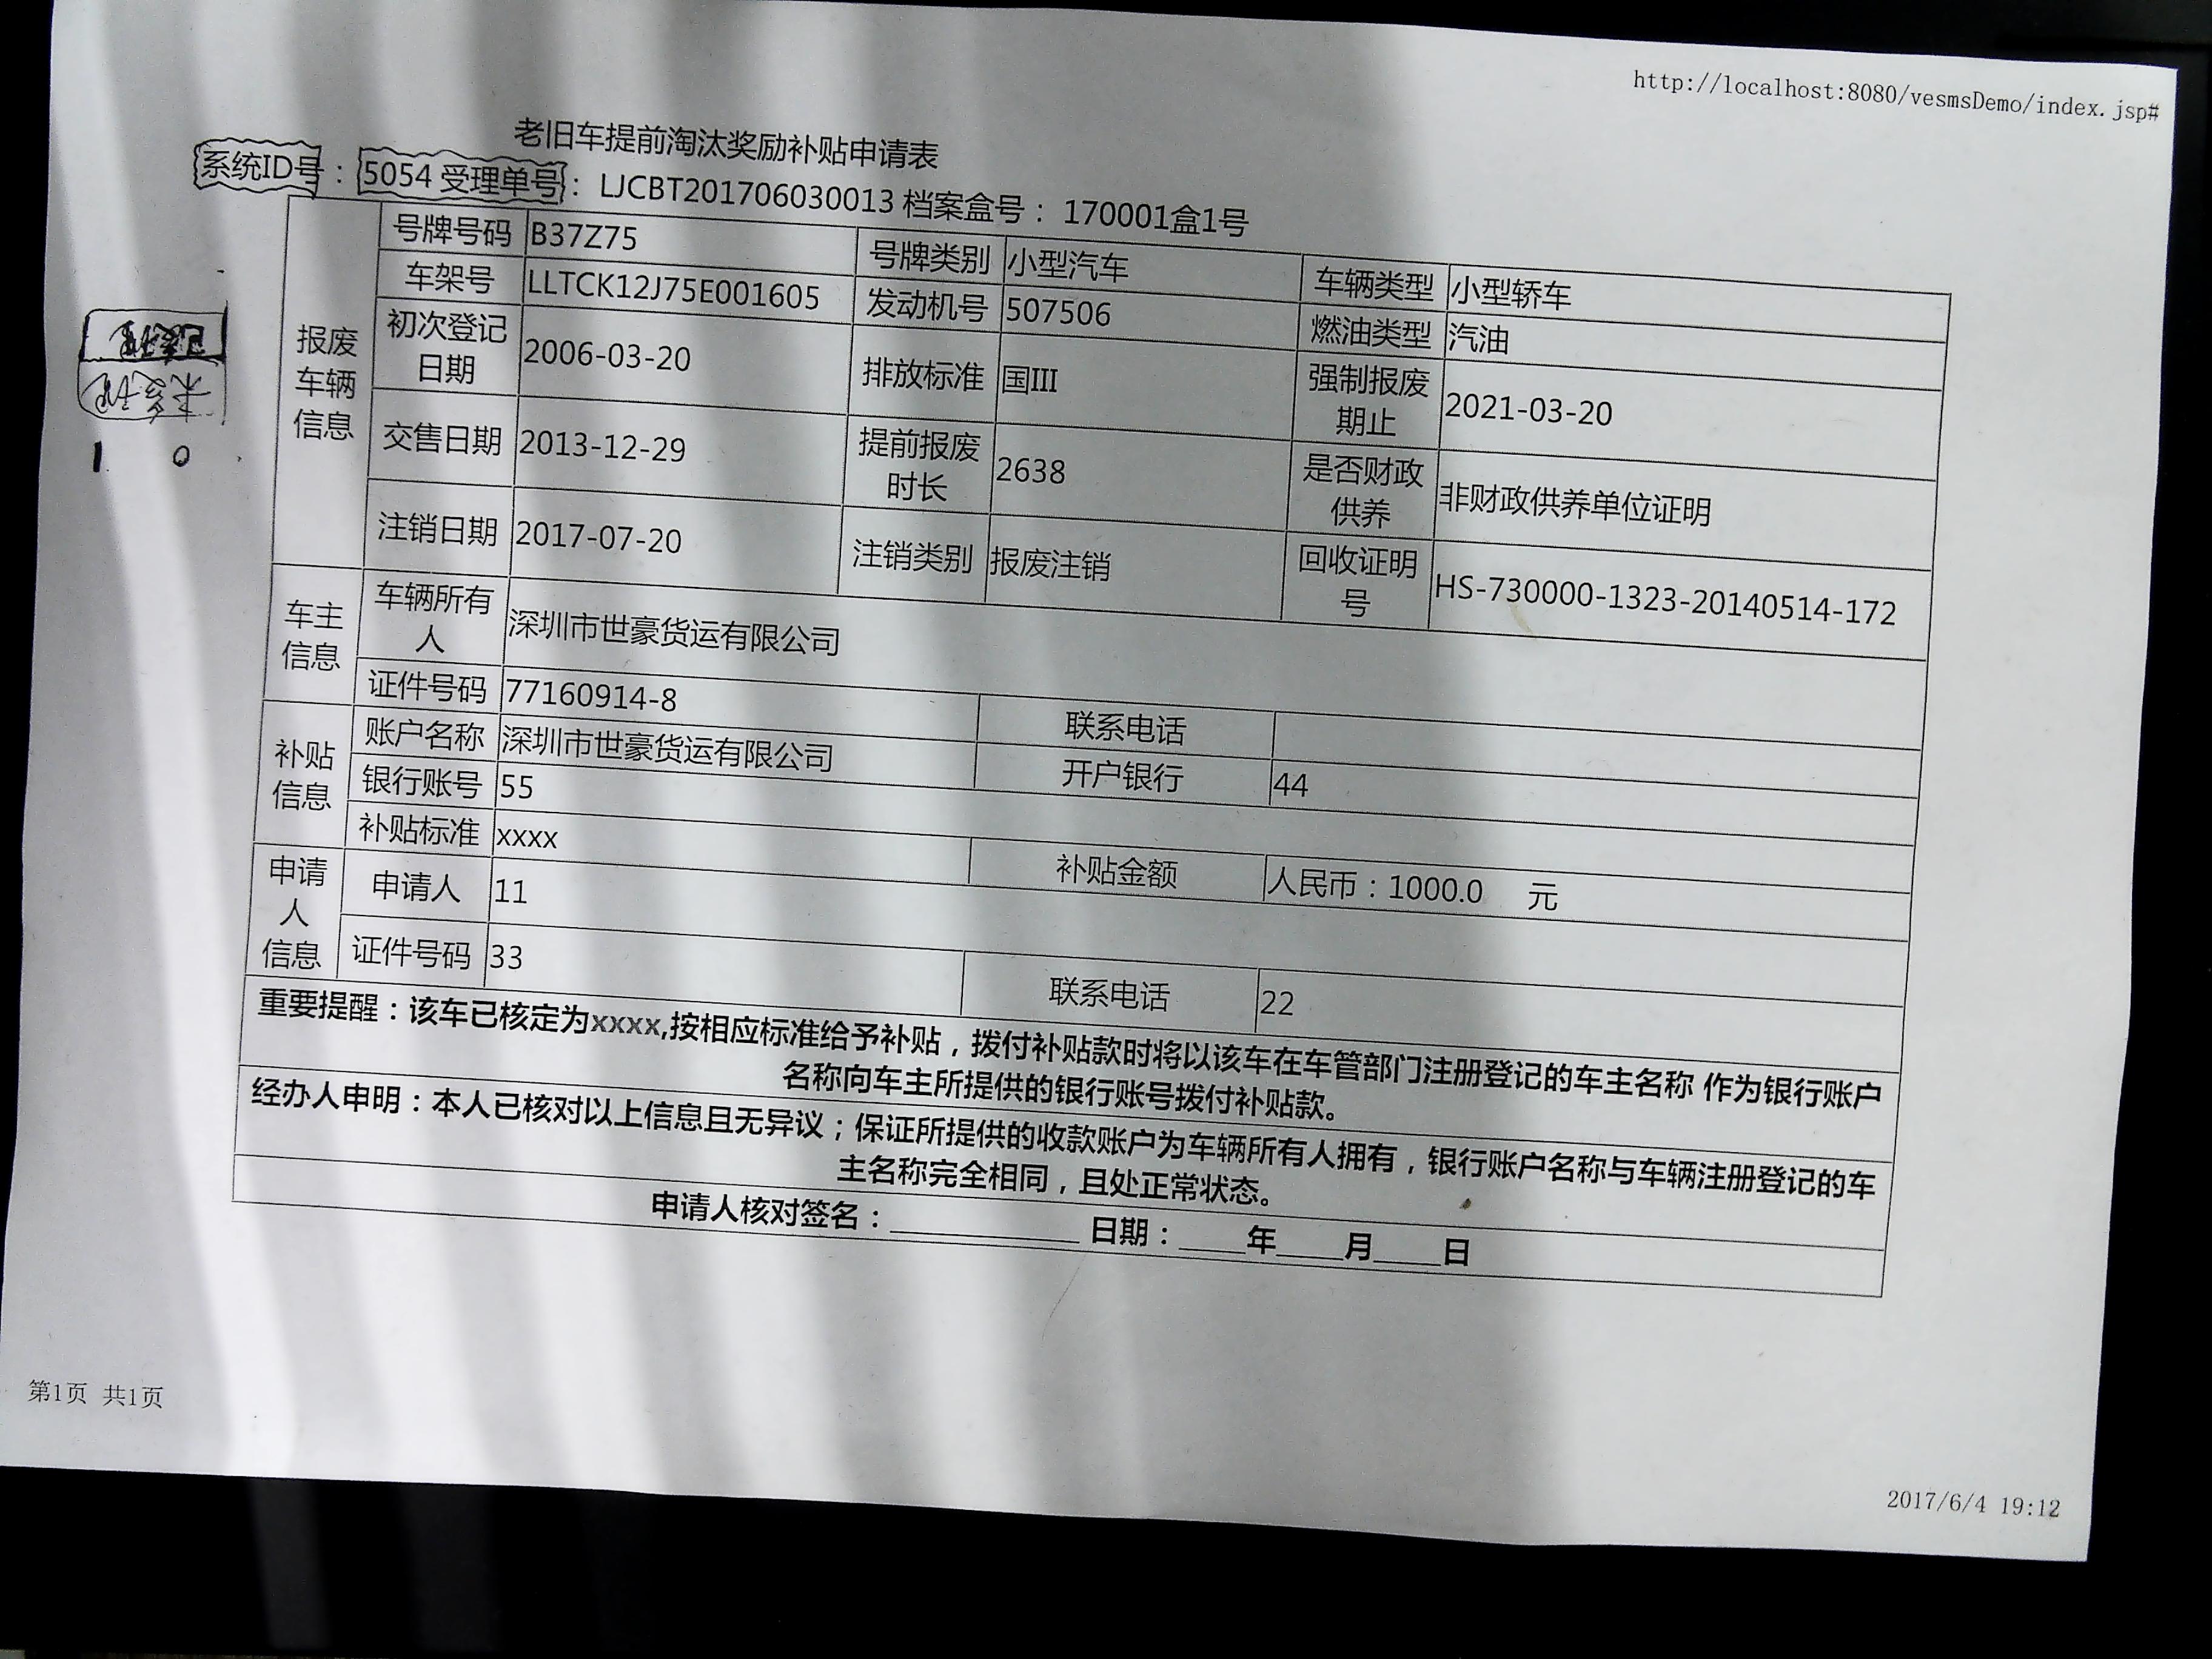 http://localhost:8080/vesmsDemo/index.jsp#
老旧车提前淘汰奖励补贴申请表
系统ID号：5054 受理单号：LJCBT201706030013 档案盒号：170001盒1号
报废车辆信息
号牌号码 B37Z75 号牌类别 小型汽车 车辆类型 小型轿车
车架号 LLTCK12J75E001605 发动机号 507506 燃油类型 汽油
初次登记日期 2006-03-20 排放标准 国III 强制报废期止 2021-03-20
交售日期 2013-12-29 提前报废时长 2638 是否财政供养 非财政供养单位证明
注销日期 2017-07-20 注销类别 报废注销 回收证明号 HS-730000-1323-20140514-172
车主信息
车辆所有人 深圳市世豪货运有限公司
证件号码 77160914-8 联系电话
补贴信息
账户名称 深圳市世豪货运有限公司 开户银行 44
银行账号 55
补贴标准 xxxx 补贴金额 人民币：1000.0 元
申请人信息
申请人 11
证件号码 33 联系电话 22
重要提醒：该车已核定为xxxx,按相应标准给予补贴，拨付补贴款时将以该车在车管部门注册登记的车主名称 作为银行账户
名称向车主所提供的银行账号拨付补贴款。
经办人申明：本人已核对以上信息且无异议；保证所提供的收款账户为车辆所有人拥有，银行账户名称与车辆注册登记的车
主名称完全相同，且处正常状态。
申请人核对签名：____________ 日期：____年____月____日
1 0
第1页 共1页
2017/6/4 19:12